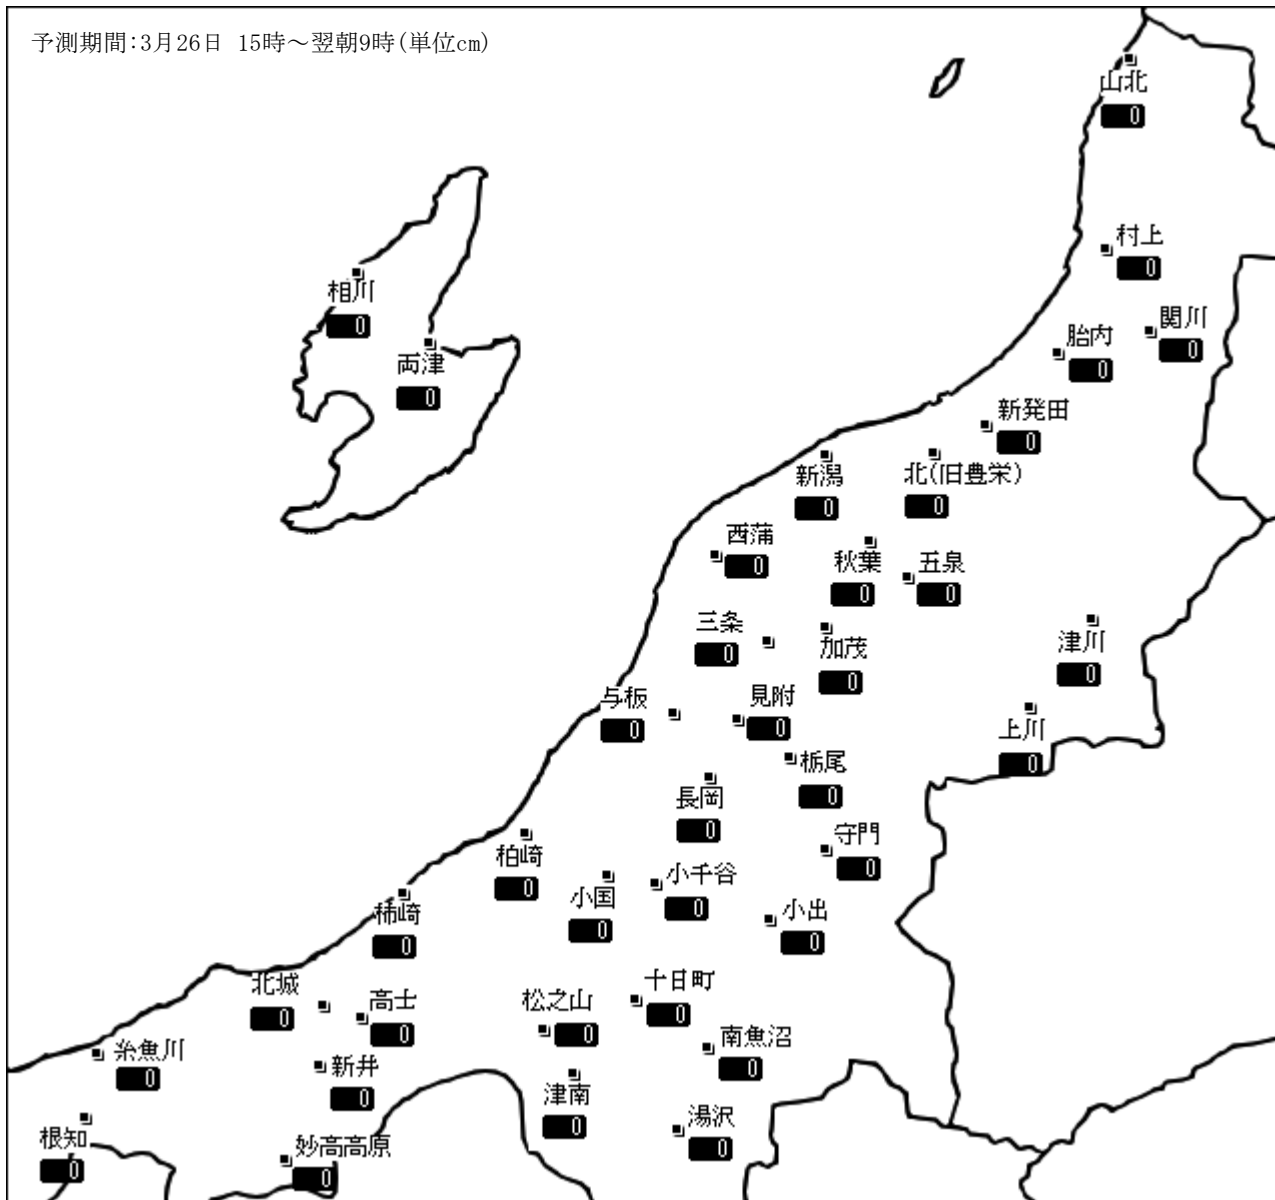 予測期間:3月26日 15時～翌朝9時(単位cm)
山北
0
村上
0
相川
0
関川
0
胎内
0
両津
0
新発田
0
新潟
0
北(旧豊栄)
0
西蒲
0
秋葉
0
五泉
0
三条
0
加茂
0
津川
0
与板
0
見附
0
上川
0
栃尾
0
長岡
0
守門
0
柏崎
0
小千谷
0
小国
0
小出
0
柿崎
0
北城
0
高士
0
松之山
0
十日町
0
南魚沼
0
糸魚川
0
新井
0
津南
0
湯沢
0
根知
0
妙高高原
0